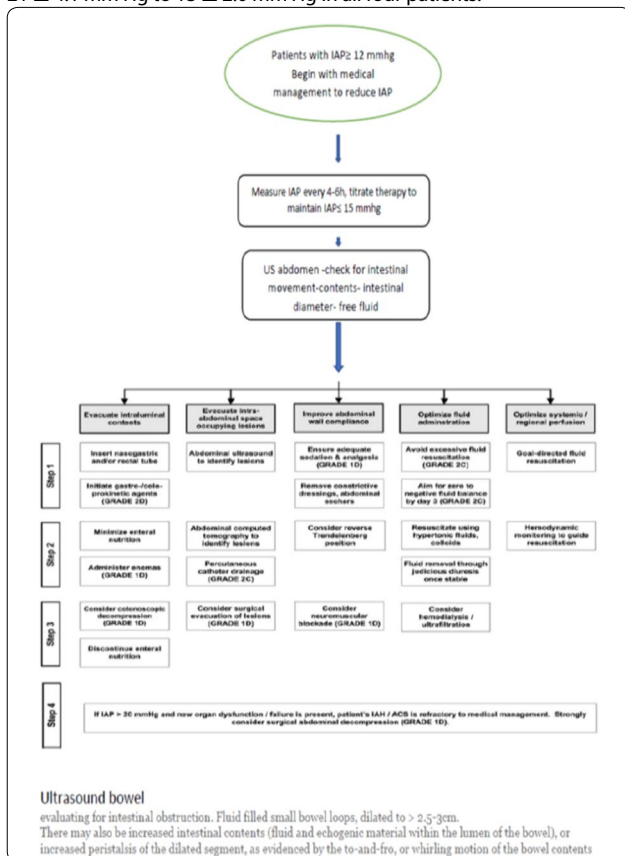 Patients with IAP≥ 12 mmhg
Begin with medical
management to reduce IAP
Measure IAP every 4-6h, titrate therapy to
maintain IAP≤ 15 mmhg
US abdomen -check for intestinal
movement-contents- intestinal
diameter- free fluid
Evacuate intraluminal
contents
Evacuate intra-
abdominal space
occupying lesions
Improve abdominal
wall compliance
Optimize fluid
adminstration
Optimize systemic /
regional perfusion
Step 1
Insert nasogastric
and/or rectal tube
Initiate gastro-/colo-
prokinetic agents
(GRADE 2D)
Abdominal ultrasound
to identify lesions
Ensure adequate
sedation & analgesia
(GRADE 1D)
Remove constrictive
dressings, abdominal
eschars
Avoid excessive fluid
resuscitation
(GRADE 2C)
Aim for zero to
negative fluid balance
by day 3 (GRADE 2C)
Goal-directed fluid
resuscitation
Step 2
Minimize enteral
nutrition
Administer enemas
(GRADE 1D)
Abdominal computed
tomography to
identify lesions
Percutaneous
catheter drainage
(GRADE 2C)
Consider reverse
Trendelenberg
position
Resuscitate using
hypertonic fluids,
colloids
Fluid removal through
judicious diuresis
once stable
Hemodynamic
monitoring to guide
resuscitation
Step 3
Consider colonoscopic
decompression
(GRADE 1D)
Discontinue enteral
nutrition
Consider surgical
evacuation of lesions
(GRADE 1D)
Consider
neuromuscular
blockade (GRADE 1D)
Consider
hemodialysis /
ultrafiltration
Step 4
If IAP > 20 mmHg and new organ dysfunction / failure is present, patient's IAH / ACS is refractory to medical management. Strongly
consider surgical abdominal decompression (GRADE 1D).
Ultrasound bowel
evaluating for intestinal obstruction. Fluid filled small bowel loops, dilated to > 2.5-3cm.
There may also be increased intestinal contents (fluid and echogenic material within the lumen of the bowel), or
increased peristalsis of the dilated segment, as evidenced by the to-and-fro, or whirling motion of the bowel contents